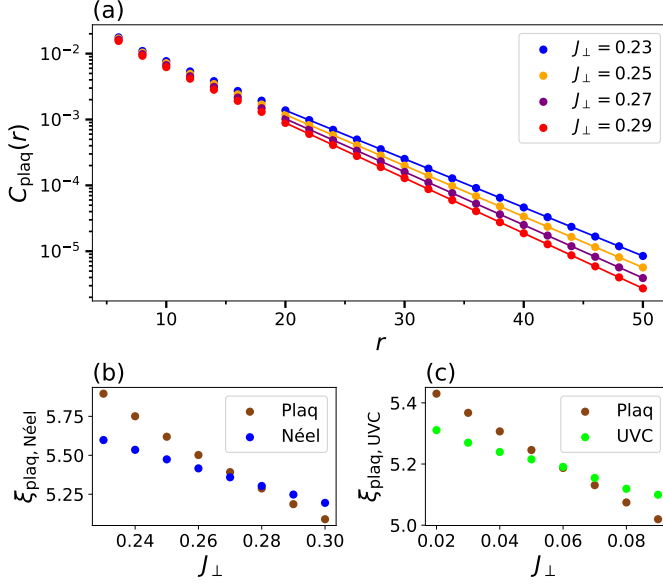 (a)
10⁻²
10⁻³
10⁻⁴
10⁻⁵
C_plaq(r)
J_⊥ = 0.23
J_⊥ = 0.25
J_⊥ = 0.27
J_⊥ = 0.29
10 20 30 40 50
r
(b)
5.75
5.50
5.25
ξ_plaq, Néel
Plaq
Néel
0.24 0.26 0.28 0.30
J_⊥
(c)
5.4
5.2
5.0
ξ_plaq, UVC
Plaq
UVC
0.02 0.04 0.06 0.08
J_⊥